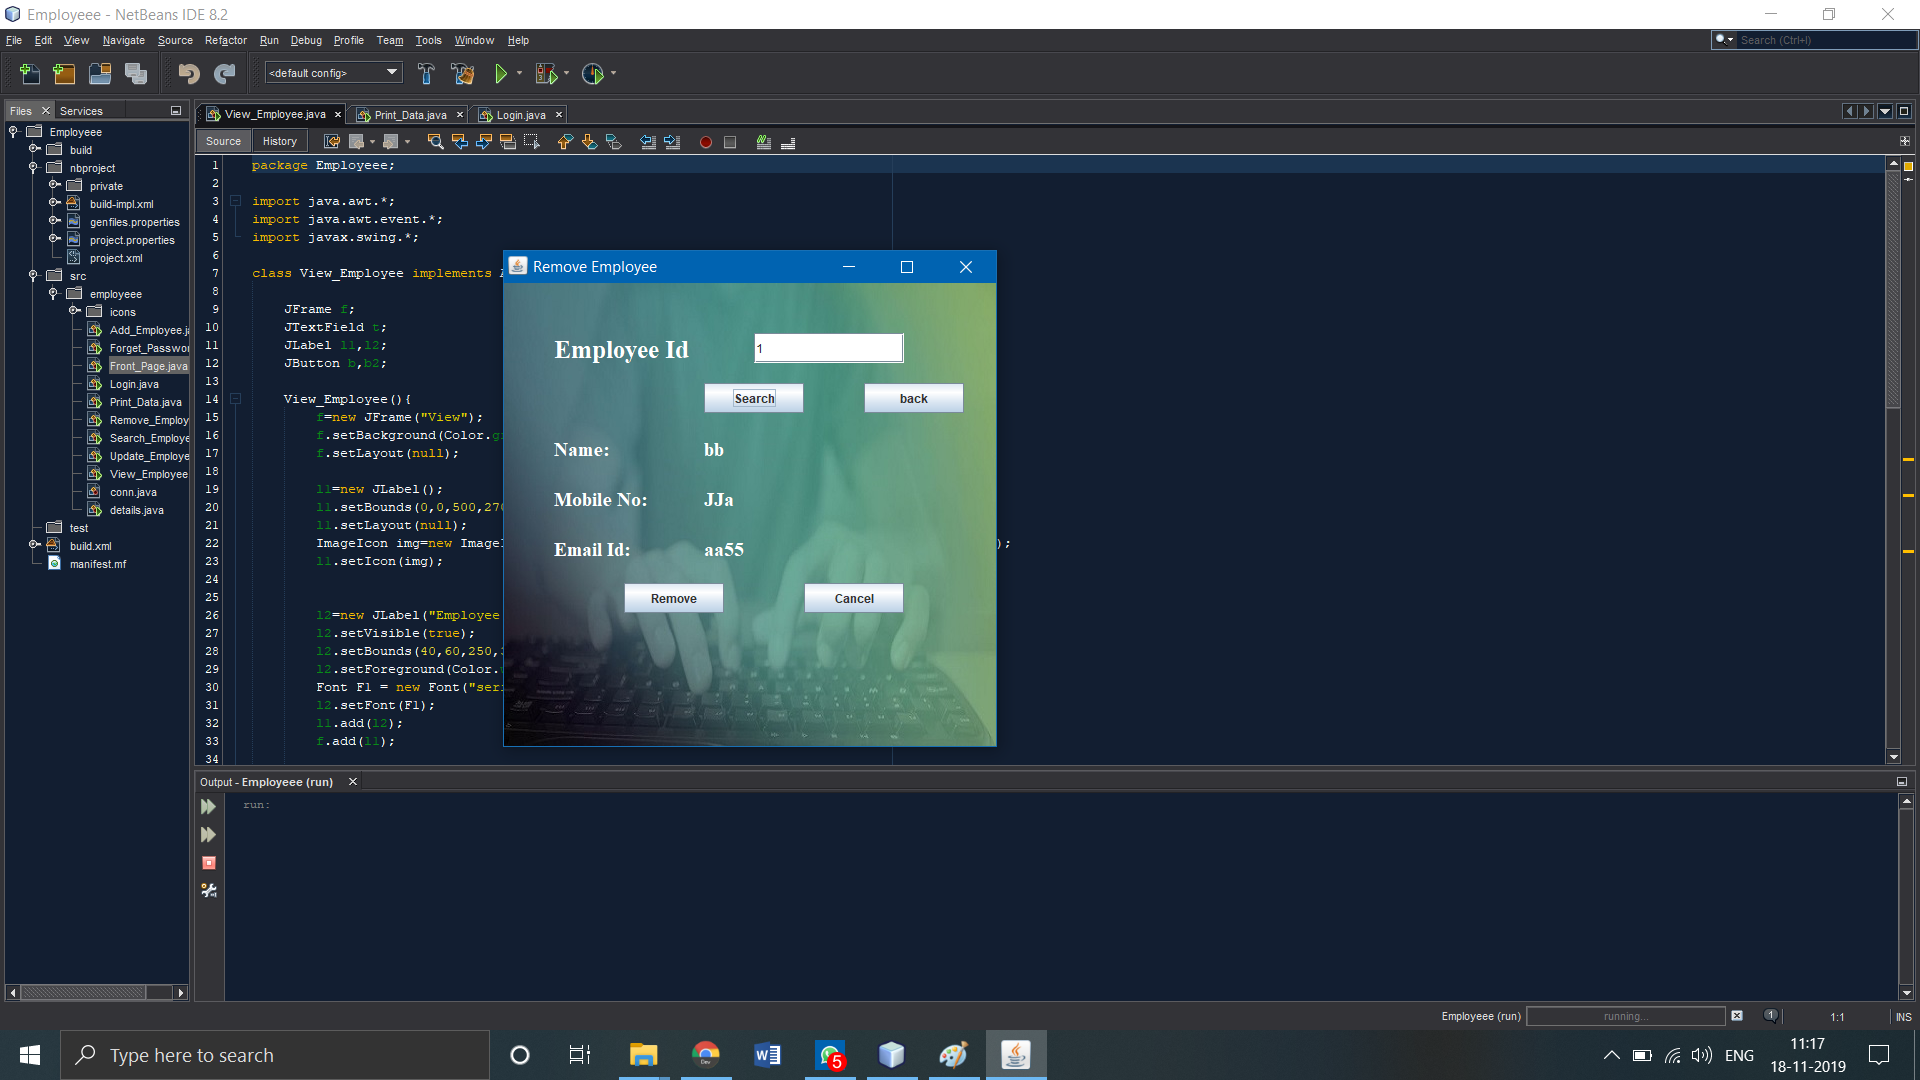 Employeee - NetBeans IDE 8.2
File Edit View Navigate Source Refactor Run Debug Profile Team Tools Window Help
Search (Ctrl+I)
<default config>
Files Services
View_Employee.java Print_Data.java Login.java
Source History
Employeee
build
nbproject
private
build-impl.xml
genfiles.properties
project.properties
project.xml
src
employeee
icons
Add_Employee.ja
Forget_Passwor
Front_Page.java
Login.java
Print_Data.java
Remove_Employ
Search_Employe
Update_Employe
View_Employee
conn.java
details.java
test
build.xml
manifest.mf
1 package Employeee;
2
3 import java.awt.*;
4 import java.awt.event.*;
5 import javax.swing.*;
6
7 class View_Employee implements
8
9 JFrame f;
10 JTextField t;
11 JLabel l1,l2;
12 JButton b,b2;
13
14 View_Employee(){
15 f=new JFrame("View");
16 f.setBackground(Color.g
17 f.setLayout(null);
18
19 l1=new JLabel();
20 l1.setBounds(0,0,500,270
21 l1.setLayout(null);
22 ImageIcon img=new ImageI );
23 l1.setIcon(img);
24
25
26 l2=new JLabel("Employee
27 l2.setVisible(true);
28 l2.setBounds(40,60,250,
29 l2.setForeground(Color.
30 Font F1 = new Font("ser
31 l2.setFont(F1);
32 l1.add(l2);
33 f.add(l1);
34
Remove Employee
Employee Id 1
Search back
Name: bb
Mobile No: JJa
Email Id: aa55
Remove Cancel
Output - Employeee (run)
run:
Employeee (run) running... 1 1:1 INS
Type here to search
Dev
5
ENG
11:17
18-11-2019